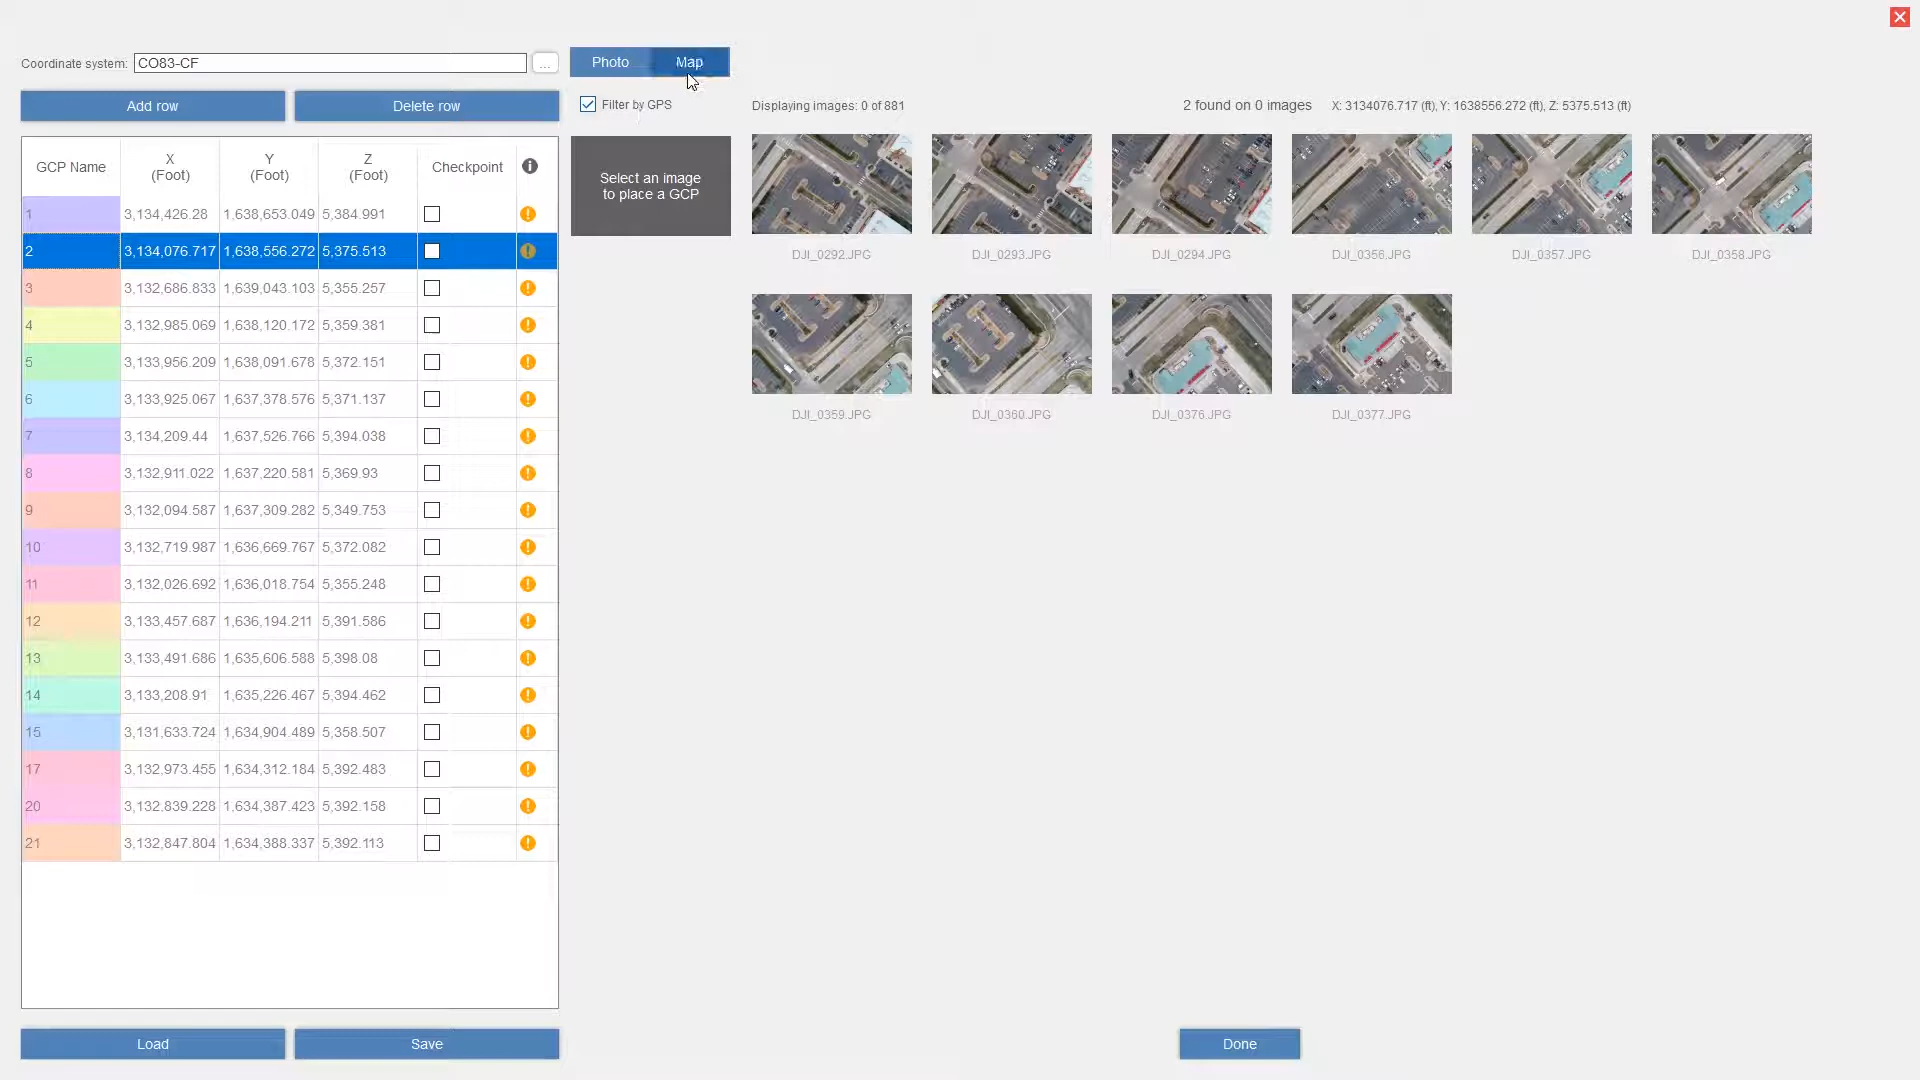 Coordinate system: CO83-CF ... Photo Map
Add row Delete row Filter by GPS Displaying images: 0 of 881 2 found on 0 images X: 3134076.717 (ft), Y: 1638556.272 (ft), Z: 5375.513 (ft)
GCP Name X (Foot) Y (Foot) Z (Foot) Checkpoint
Select an image
to place a GCP
1 3,134,426.28 1,638,653.049 5,384.991
2 3,134,076.717 1,638,556.272 5,375.513
3 3,132,686.833 1,639,043.103 5,355.257
4 3,132,985.069 1,638,120.172 5,359.381
5 3,133,956.209 1,638,091.678 5,372.151
6 3,133,925.067 1,637,378.576 5,371.137
7 3,134,209.44 1,637,526.766 5,394.038
8 3,132,911.022 1,637,220.581 5,369.93
9 3,132,094.587 1,637,309.282 5,349.753
10 3,132,719.987 1,636,669.767 5,372.082
11 3,132,026.692 1,636,018.754 5,355.248
12 3,133,457.687 1,636,194.211 5,391.586
13 3,133,491.686 1,635,606.588 5,398.08
14 3,133,208.91 1,635,226.467 5,394.462
15 3,131,633.724 1,634,904.489 5,358.507
17 3,132,973.455 1,634,312.184 5,392.483
20 3,132,839.228 1,634,387.423 5,392.158
21 3,132,847.804 1,634,388.337 5,392.113
DJI_0292.JPG DJI_0293.JPG DJI_0294.JPG DJI_0356.JPG DJI_0357.JPG DJI_0358.JPG
DJI_0359.JPG DJI_0360.JPG DJI_0376.JPG DJI_0377.JPG
Load Save Done